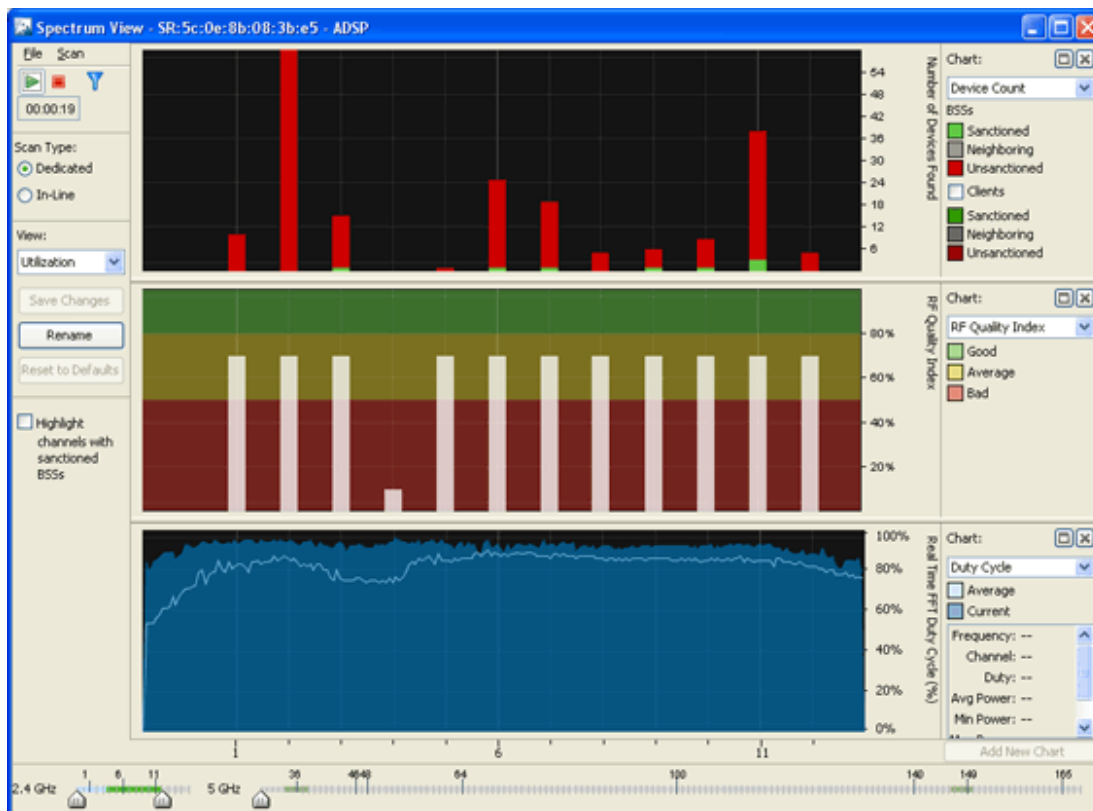 Spectrum View - SR:5c:0e:8b:08:3b:e5 - ADSP
File Scan
00:00:19
Scan Type:
Dedicated
In-Line
View:
Utilization
Save Changes
Rename
Reset to Defaults
Highlight
channels with
sanctioned
BSSs
54
48
42
36
30
24
18
12
6
Number of Devices Found
Chart:
Device Count
BSSs
Sanctioned
Neighboring
Unsanctioned
Clients
Sanctioned
Neighboring
Unsanctioned
80%
60%
40%
20%
RF Quality Index
Chart:
RF Quality Index
Good
Average
Bad
100%
80%
60%
40%
20%
0%
Real Time FFT Duty Cycle (%)
Chart:
Duty Cycle
Average
Current
Frequency: --
Channel: --
Duty: --
Avg Power: --
Min Power: --
Add New Chart
1 6 11
2.4 GHz 1 6 11
5 GHz 36 4648 64 100 140 149 165